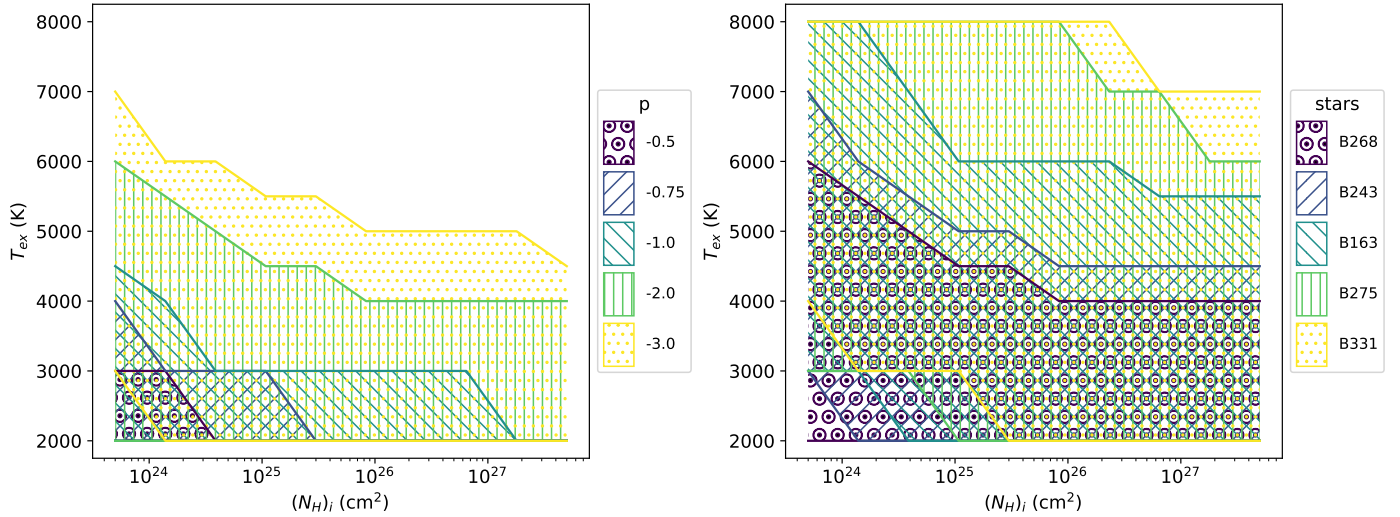 8000
7000
6000
5000
4000
3000
2000
T_ex (K)
10^24
10^25
10^26
10^27
(N_H)_i (cm^2)
p
-0.5
-0.75
-1.0
-2.0
-3.0
8000
7000
6000
5000
4000
3000
2000
T_ex (K)
10^24
10^25
10^26
10^27
(N_H)_i (cm^2)
stars
B268
B243
B163
B275
B331